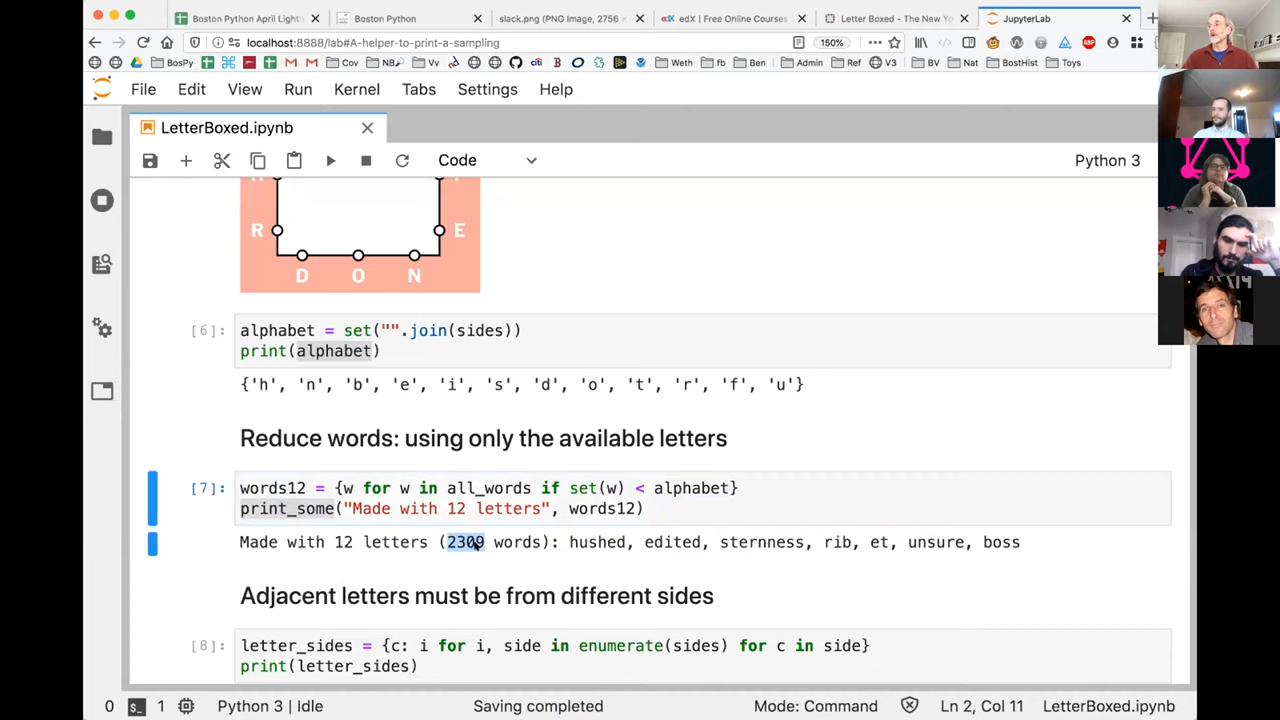 Boston Python April Lightn
Boston Python
slack.png (PNG Image, 2756 ×
edX | Free Online Courses
Letter Boxed - The New Yo
JupyterLab
localhost:8888/lab#A-helper-to-print-a-sampling
150%
BosPy
Cov
NB
Vv
Weth
fb
Ben
Admin
Ref
V3
BV
Nat
BostHist
Toys
File Edit View Run Kernel Tabs Settings Help
LetterBoxed.ipynb
Code
Python 3
R
E
D O N
[6]:
alphabet = set("".join(sides))
print(alphabet)
{'h', 'n', 'b', 'e', 'i', 's', 'd', 'o', 't', 'r', 'f', 'u'}
Reduce words: using only the available letters
[7]:
words12 = {w for w in all_words if set(w) < alphabet}
print_some("Made with 12 letters", words12)
Made with 12 letters (2309 words): hushed, edited, sternness, rib, et, unsure, boss
Adjacent letters must be from different sides
[8]:
letter_sides = {c: i for i, side in enumerate(sides) for c in side}
print(letter_sides)
0 1 Python 3 | Idle Saving completed Mode: Command Ln 2, Col 11 LetterBoxed.ipynb